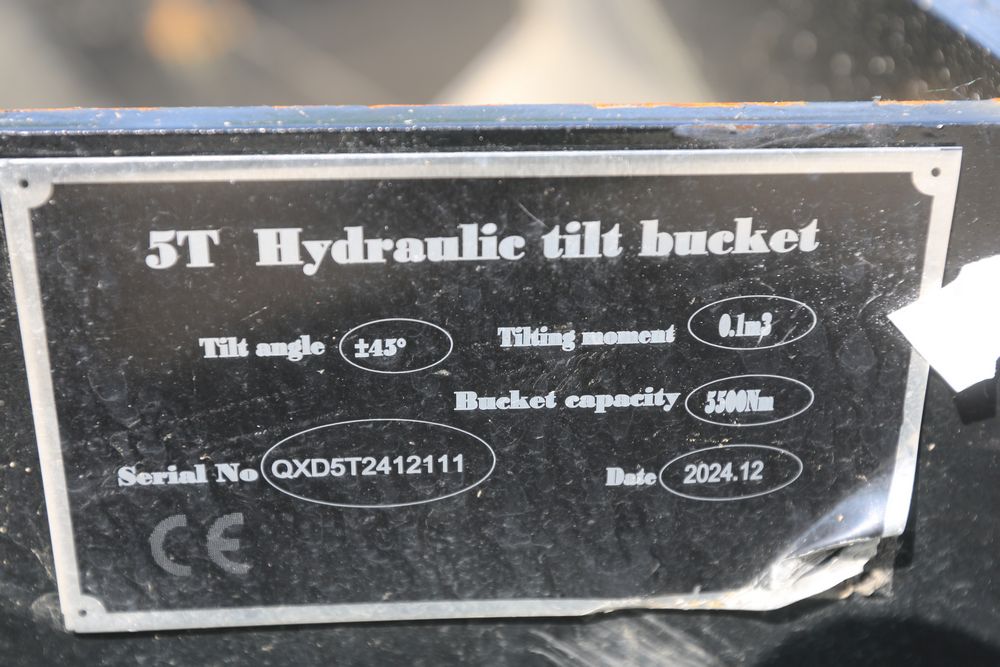 5T Hydraulic tilt bucket
Tilt angle ±45° Tilting moment 0.1m3
Bucket capacity 5500Nm
Serial No QXD5T2412111 Date 2024.12
CE